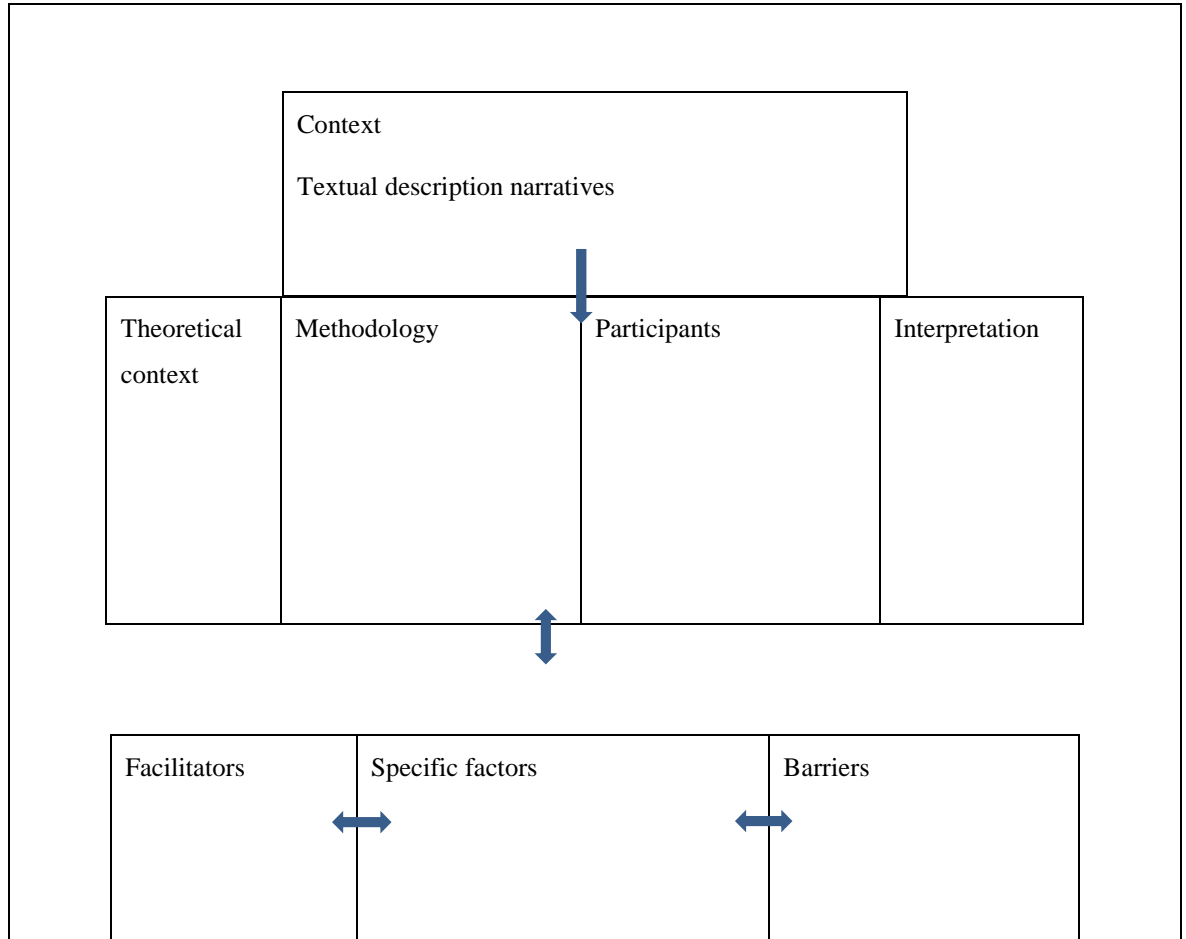 Context
Textual description narratives
Theoretical
context
Methodology
Participants
Interpretation
Facilitators
Specific factors
Barriers